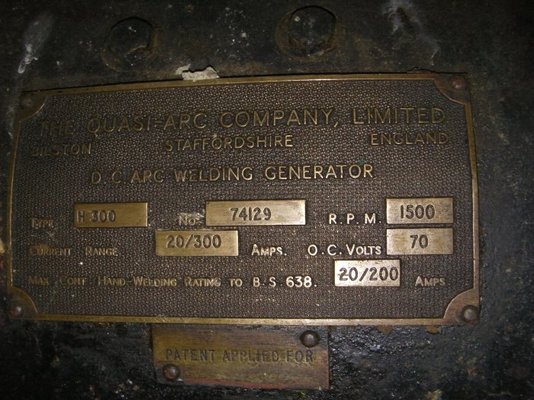 THE QUASI-ARC COMPANY, LIMITED
BILSTON STAFFORDSHIRE ENGLAND
D.C. ARC WELDING GENERATOR
TYPE H 300 No. 74129 R.P.M. 1500
CURRENT RANGE 20/300 AMPS. O.C. VOLTS 70
MAX. CONT. HAND-WELDING RATING TO B-S 638. 20/200 AMPS
PATENT APPLIED FOR